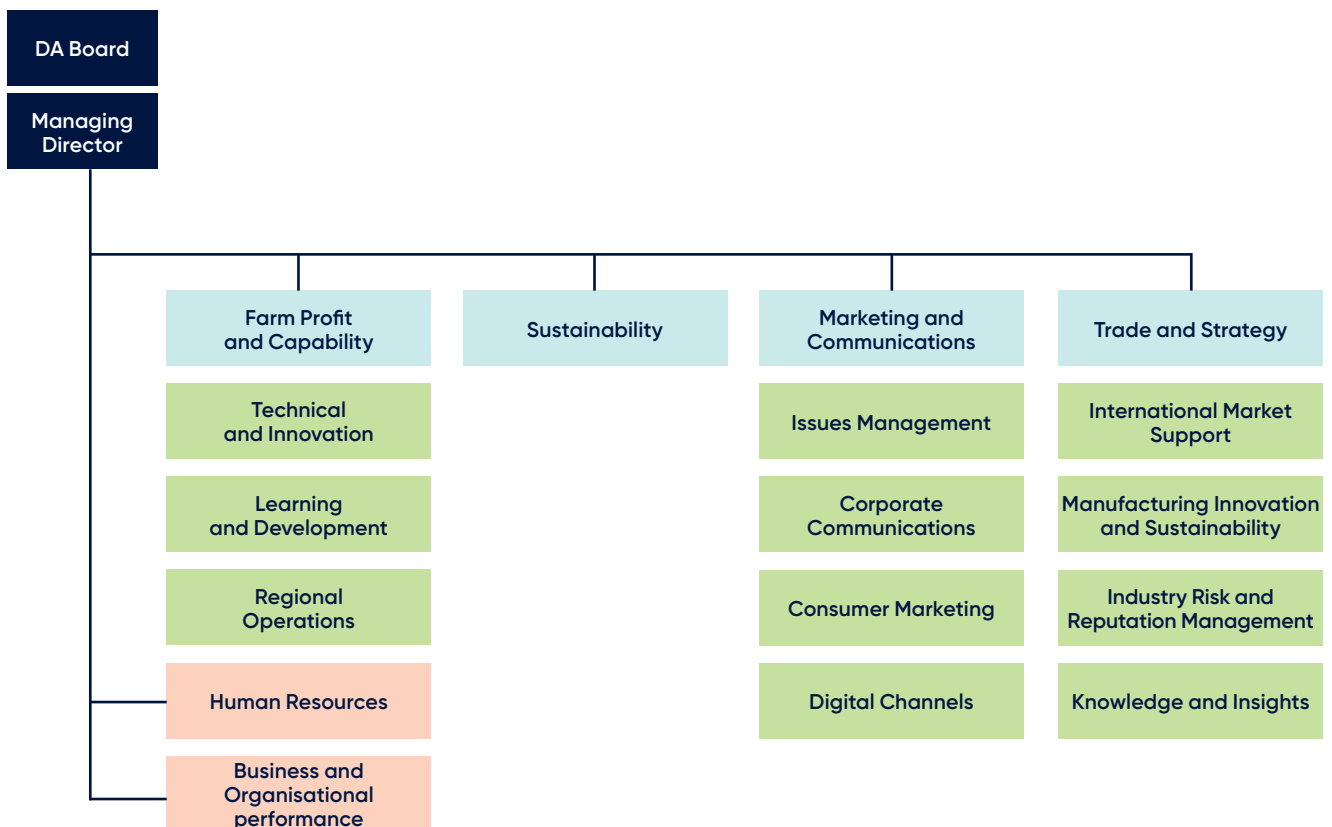 DA Board
Managing
Director
Farm Profit
and Capability
Sustainability
Marketing and
Communications
Trade and Strategy
Technical
and Innovation
Issues Management
International Market
Support
Learning
and Development
Corporate
Communications
Manufacturing Innovation
and Sustainability
Regional
Operations
Consumer Marketing
Industry Risk and
Reputation Management
Human Resources
Digital Channels
Knowledge and Insights
Business and
Organisational
performance